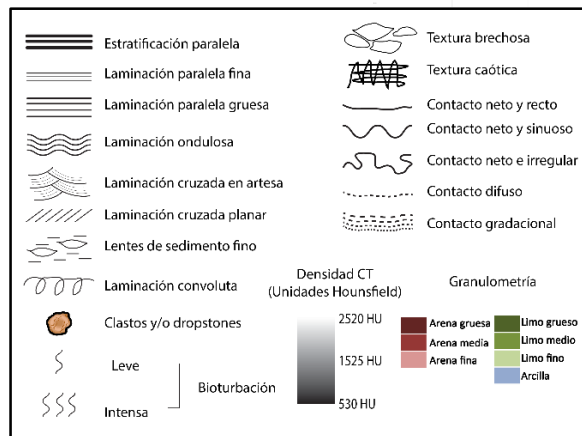 Estratificación paralela
Laminación paralela fina
Laminación paralela gruesa
Laminación ondulosa
Laminación cruzada en artesa
Laminación cruzada planar
Lentes de sedimento fino
Laminación convoluta
Clastos y/o dropstones
Leve
Bioturbación
Intensa
Textura brechosa
Textura caótica
Contacto neto y recto
Contacto neto y sinuoso
Contacto neto e irregular
Contacto difuso
Contacto gradacional
Densidad CT
(Unidades Hounsfield)
2520 HU
1525 HU
530 HU
Granulometría
Arena gruesa
Arena media
Arena fina
Limo grueso
Limo medio
Limo fino
Arcilla